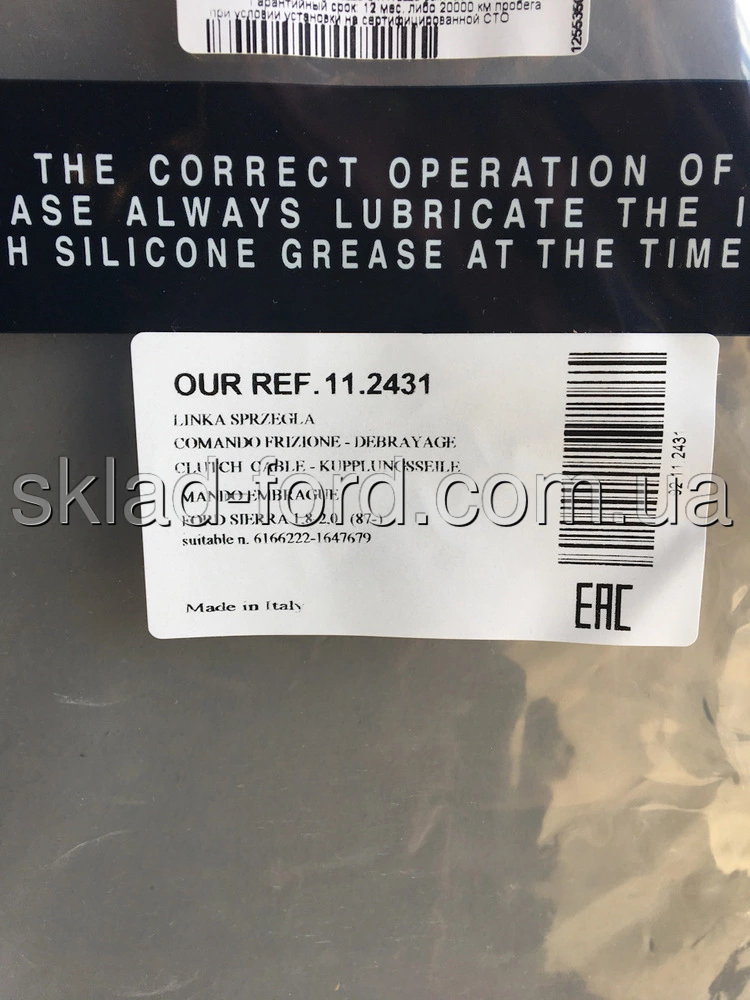 Гарантийный срок 12 мес. либо 20000 км пробега
при условии установки на сертифицированной СТО
THE CORRECT OPERATION OF
ASE ALWAYS LUBRICATE THE I
H SILICONE GREASE AT THE TIME
OUR REF. 11.2431
LINKA SPRZEGLA
COMANDO FRIZIONE - DEBRAYAGE
CLUTCH CABLE - KUPPLUNGSSEILE
MANDO EMBRAGUE
FORD SIERRA 1.8-2.0 (87-)
suitable n. 6166222-1647679
Made in Italy
02 11 2431
EAC
sklad-ford.com.ua